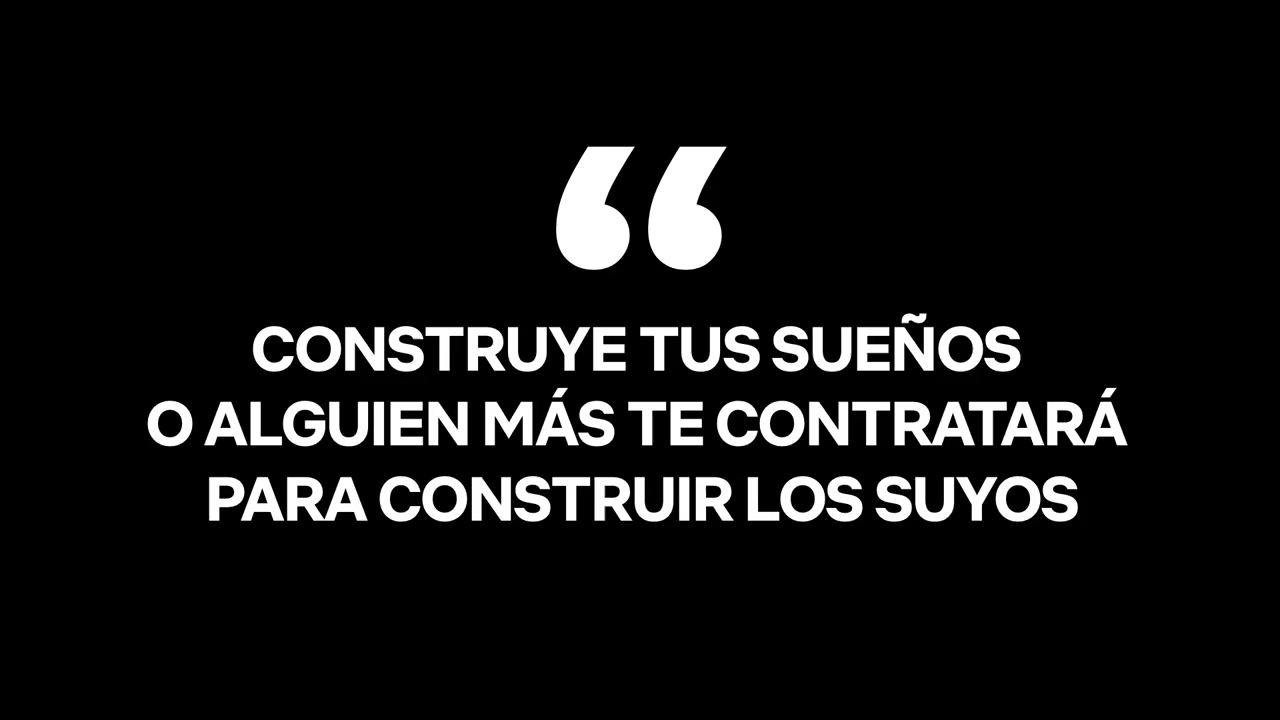 “
CONSTRUYE TUS SUEÑOS
O ALGUIEN MÁS TE CONTRATARÁ
PARA CONSTRUIR LOS SUYOS